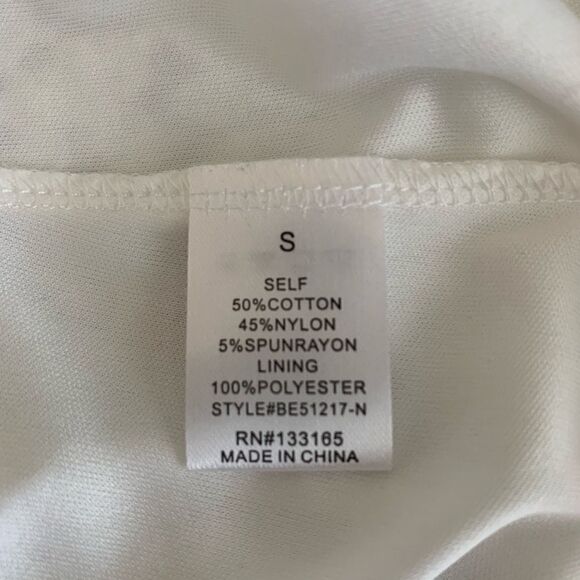 S
SELF
50%COTTON
45%NYLON
5%SPUNRAYON
LINING
100%POLYESTER
STYLE#BE51217-N
RN#133165
MADE IN CHINA